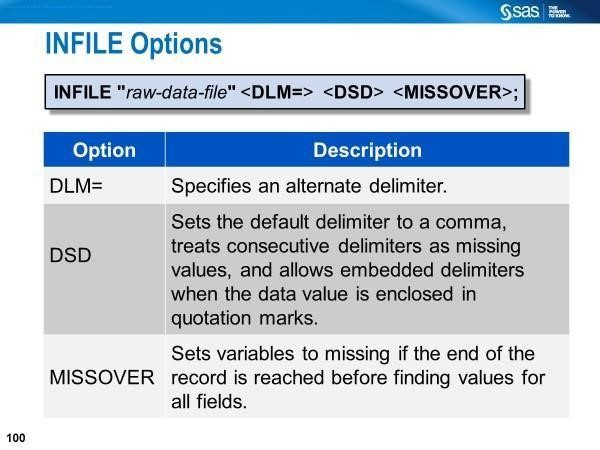 sas
THE
POWER
TO KNOW.
INFILE Options
INFILE "raw-data-file" <DLM=> <DSD> <MISSOVER>;
Option Description
DLM= Specifies an alternate delimiter.
DSD
Sets the default delimiter to a comma,
treats consecutive delimiters as missing
values, and allows embedded delimiters
when the data value is enclosed in
quotation marks.
MISSOVER
Sets variables to missing if the end of the
record is reached before finding values for
all fields.
100